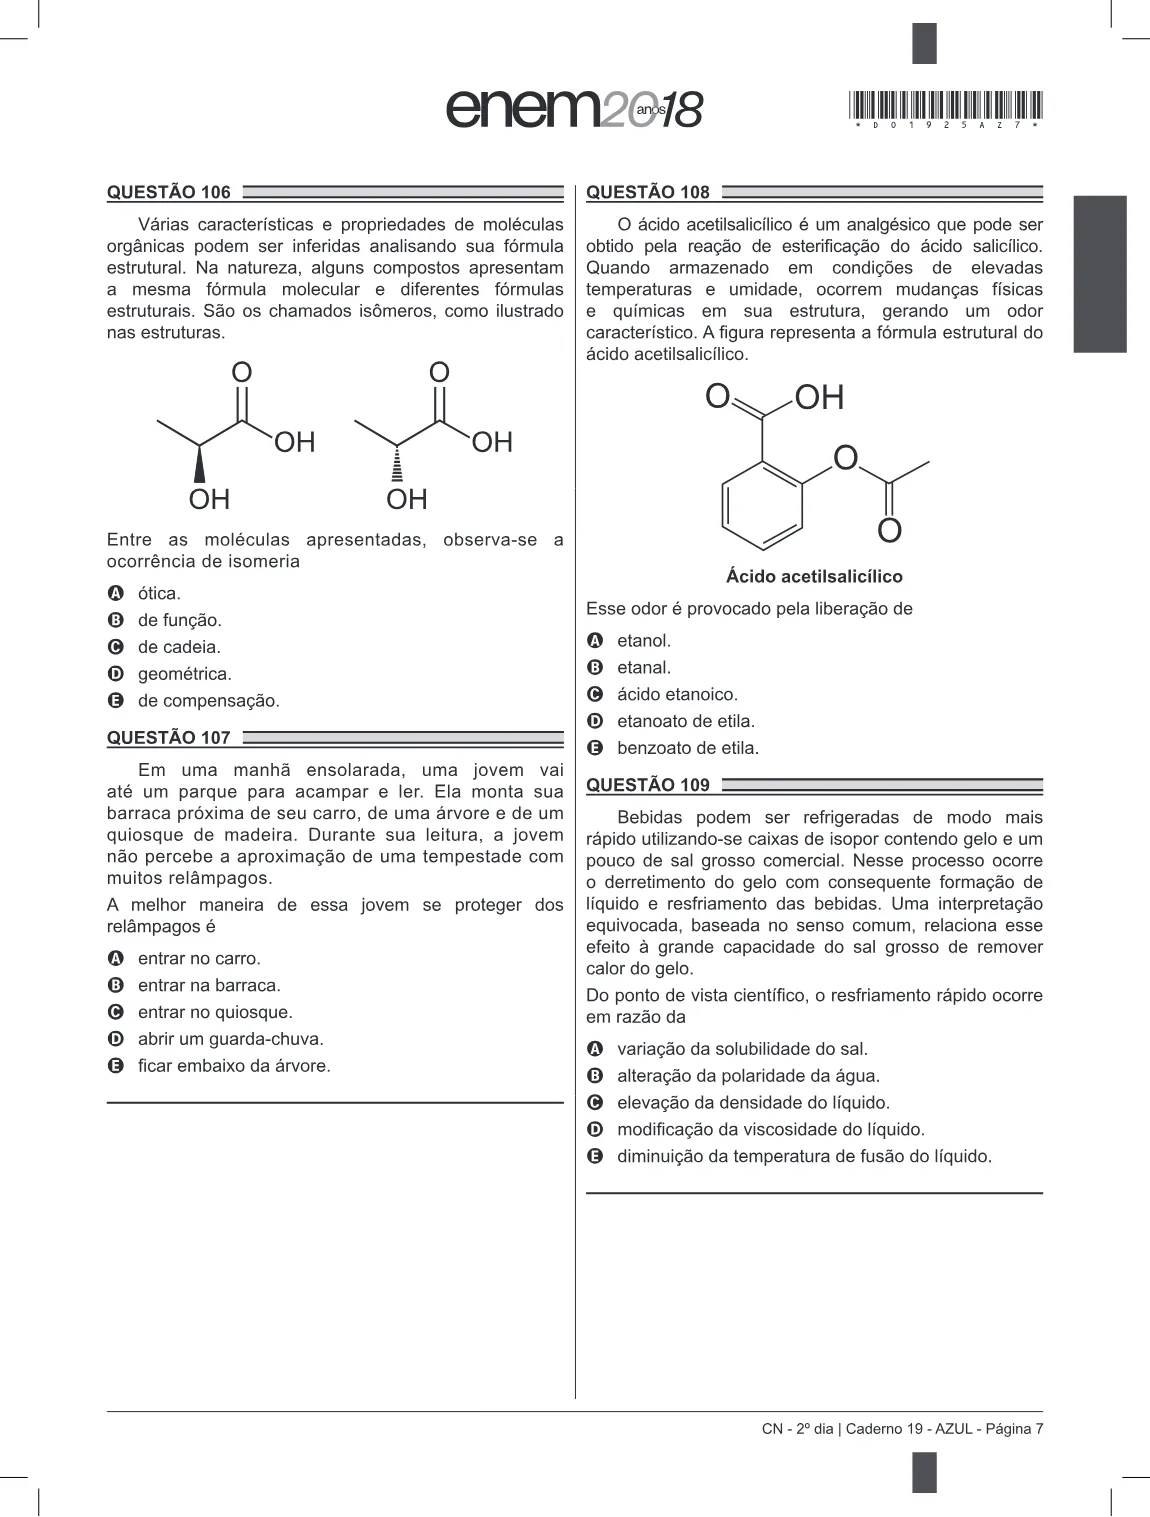 enem2018
anos
*D01925AZ7*
QUESTÃO 106
Várias características e propriedades de moléculas
orgânicas podem ser inferidas analisando sua fórmula
estrutural. Na natureza, alguns compostos apresentam
a mesma fórmula molecular e diferentes fórmulas
estruturais. São os chamados isômeros, como ilustrado
nas estruturas.
O
OH
OH
O
OH
OH
Entre as moléculas apresentadas, observa-se a
ocorrência de isomeria
A ótica.
B de função.
C de cadeia.
D geométrica.
E de compensação.
QUESTÃO 107
Em uma manhã ensolarada, uma jovem vai
até um parque para acampar e ler. Ela monta sua
barraca próxima de seu carro, de uma árvore e de um
quiosque de madeira. Durante sua leitura, a jovem
não percebe a aproximação de uma tempestade com
muitos relâmpagos.
A melhor maneira de essa jovem se proteger dos
relâmpagos é
A entrar no carro.
B entrar na barraca.
C entrar no quiosque.
D abrir um guarda-chuva.
E ficar embaixo da árvore.
QUESTÃO 108
O ácido acetilsalicílico é um analgésico que pode ser
obtido pela reação de esterificação do ácido salicílico.
Quando armazenado em condições de elevadas
temperaturas e umidade, ocorrem mudanças físicas
e químicas em sua estrutura, gerando um odor
característico. A figura representa a fórmula estrutural do
ácido acetilsalicílico.
O OH
O
O
Ácido acetilsalicílico
Esse odor é provocado pela liberação de
A etanol.
B etanal.
C ácido etanoico.
D etanoato de etila.
E benzoato de etila.
QUESTÃO 109
Bebidas podem ser refrigeradas de modo mais
rápido utilizando-se caixas de isopor contendo gelo e um
pouco de sal grosso comercial. Nesse processo ocorre
o derretimento do gelo com consequente formação de
líquido e resfriamento das bebidas. Uma interpretação
equivocada, baseada no senso comum, relaciona esse
efeito à grande capacidade do sal grosso de remover
calor do gelo.
Do ponto de vista científico, o resfriamento rápido ocorre
em razão da
A variação da solubilidade do sal.
B alteração da polaridade da água.
C elevação da densidade do líquido.
D modificação da viscosidade do líquido.
E diminuição da temperatura de fusão do líquido.
CN - 2º dia | Caderno 19 - AZUL - Página 7